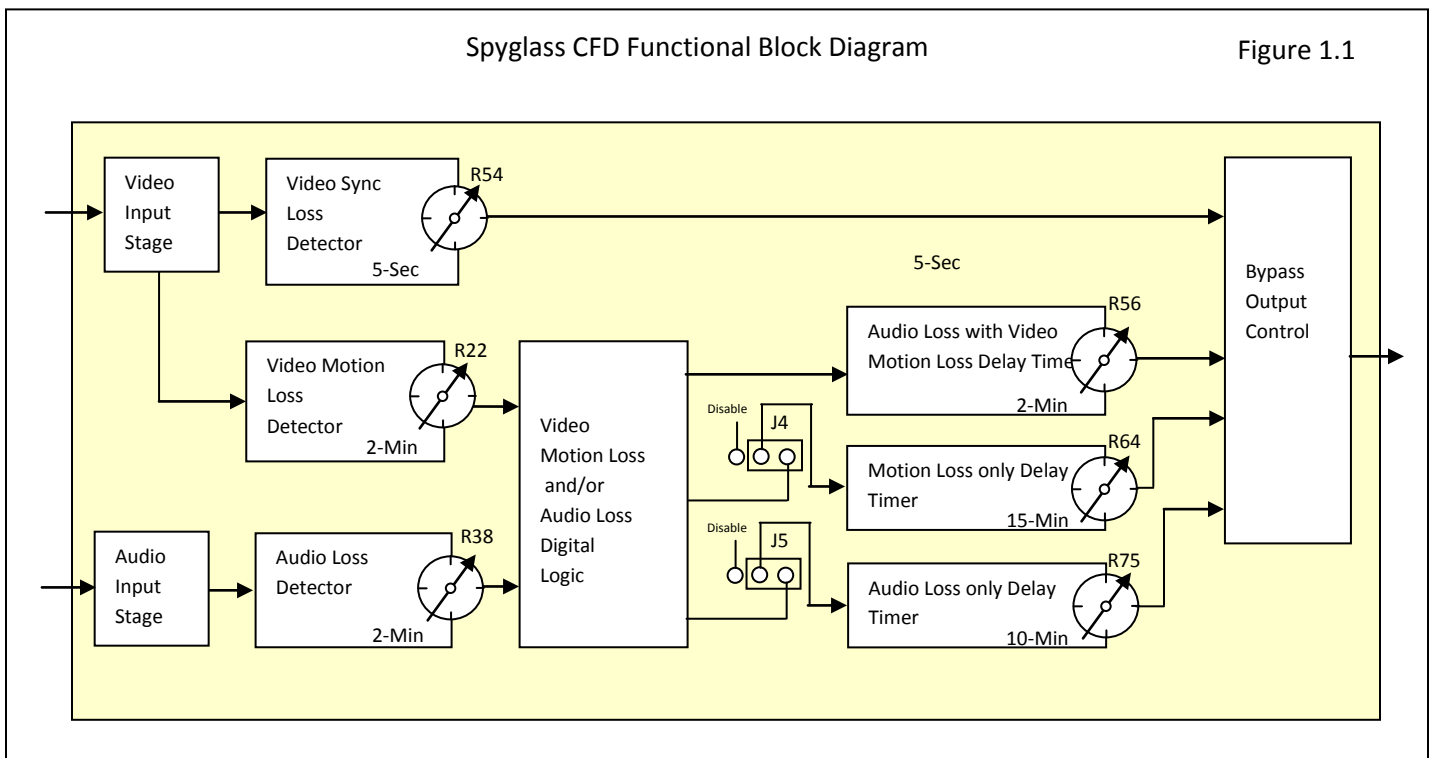 Spyglass CFD Functional Block Diagram
Figure 1.1
Video
Input
Stage
Video Sync
Loss
Detector
R54
5-Sec
5-Sec
Bypass
Output
Control
Video Motion
Loss
Detector
R22
2-Min
Video
Motion Loss
and/or
Audio Loss
Digital
Logic
Audio Loss with Video
Motion Loss Delay Time
R56
2-Min
Disable
J4
Motion Loss only Delay
Timer
R64
15-Min
Audio
Input
Stage
Audio Loss
Detector
R38
2-Min
Disable
J5
Audio Loss only Delay
Timer
R75
10-Min